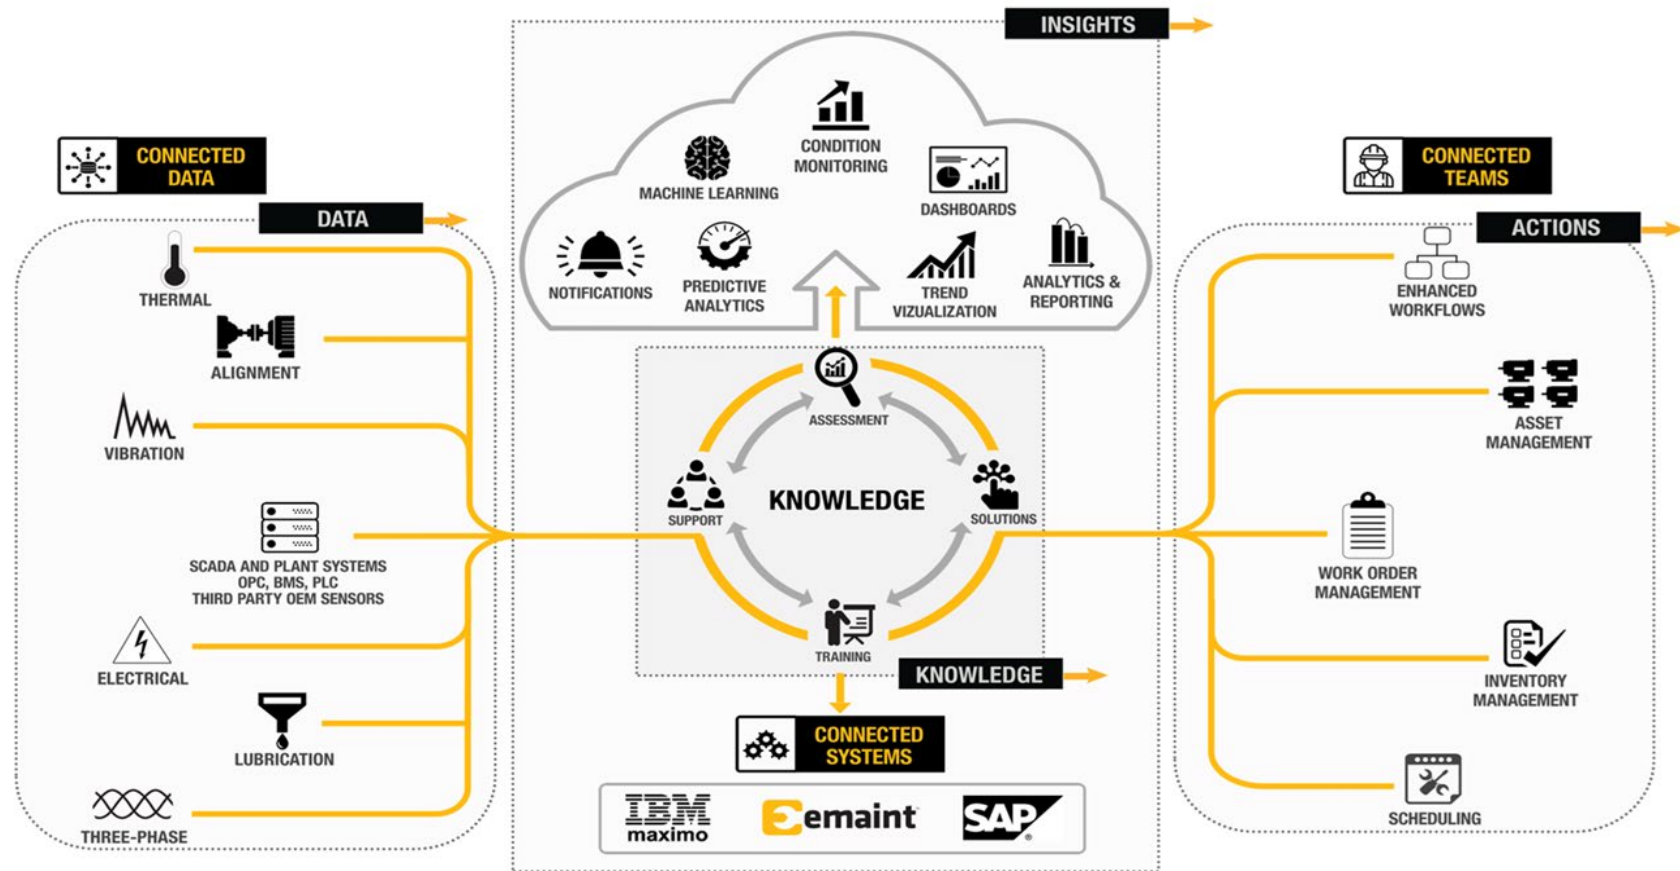 INSIGHTS
CONNECTED
DATA
DATA
THERMAL
ALIGNMENT
VIBRATION
SCADA AND PLANT SYSTEMS
OPC, BMS, PLC
THIRD PARTY OEM SENSORS
ELECTRICAL
LUBRICATION
THREE-PHASE
CONDITION
MONITORING
MACHINE LEARNING
DASHBOARDS
NOTIFICATIONS
PREDICTIVE
ANALYTICS
TREND
VIZUALIZATION
ANALYTICS &
REPORTING
ASSESSMENT
SUPPORT
KNOWLEDGE
SOLUTIONS
TRAINING
KNOWLEDGE
CONNECTED
SYSTEMS
IBM
maximo
emaint
SAP
CONNECTED
TEAMS
ACTIONS
ENHANCED
WORKFLOWS
ASSET
MANAGEMENT
WORK ORDER
MANAGEMENT
INVENTORY
MANAGEMENT
SCHEDULING